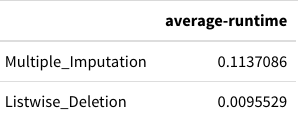 average-runtime
Multiple_Imputation 0.1137086
Listwise_Deletion 0.0095529